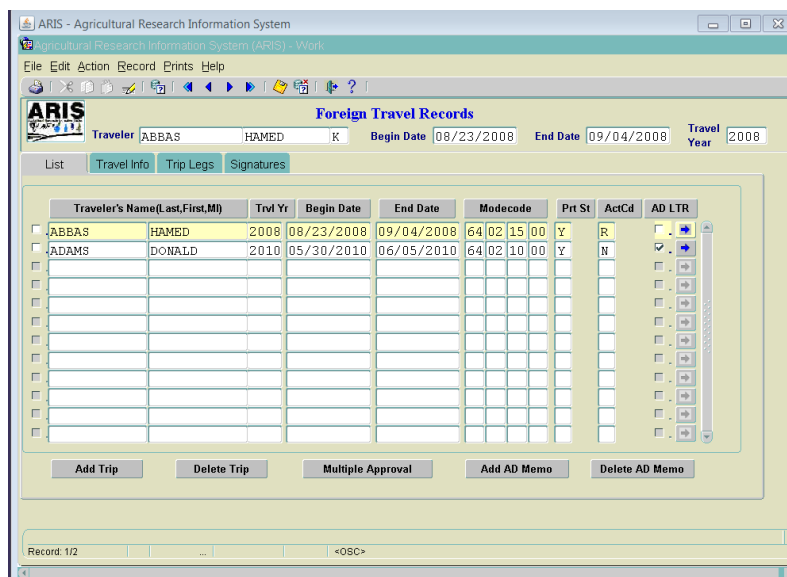 ARIS - Agricultural Research Information System
Agricultural Research Information System (ARIS) - Work
File Edit Action Record Prints Help
ARIS
Foreign Travel Records
Traveler ABBAS HAMED K Begin Date 08/23/2008 End Date 09/04/2008 Travel Year 2008
List Travel Info Trip Legs Signatures
Traveler's Name(Last,First,MI) Trvl Yr Begin Date End Date Modecode Prt St ActCd AD LTR
ABBAS HAMED 2008 08/23/2008 09/04/2008 64 02 15 00 Y R
ADAMS DONALD 2010 05/30/2010 06/05/2010 64 02 10 00 Y N
Add Trip Delete Trip Multiple Approval Add AD Memo Delete AD Memo
Record: 1/2 ... <OSC>